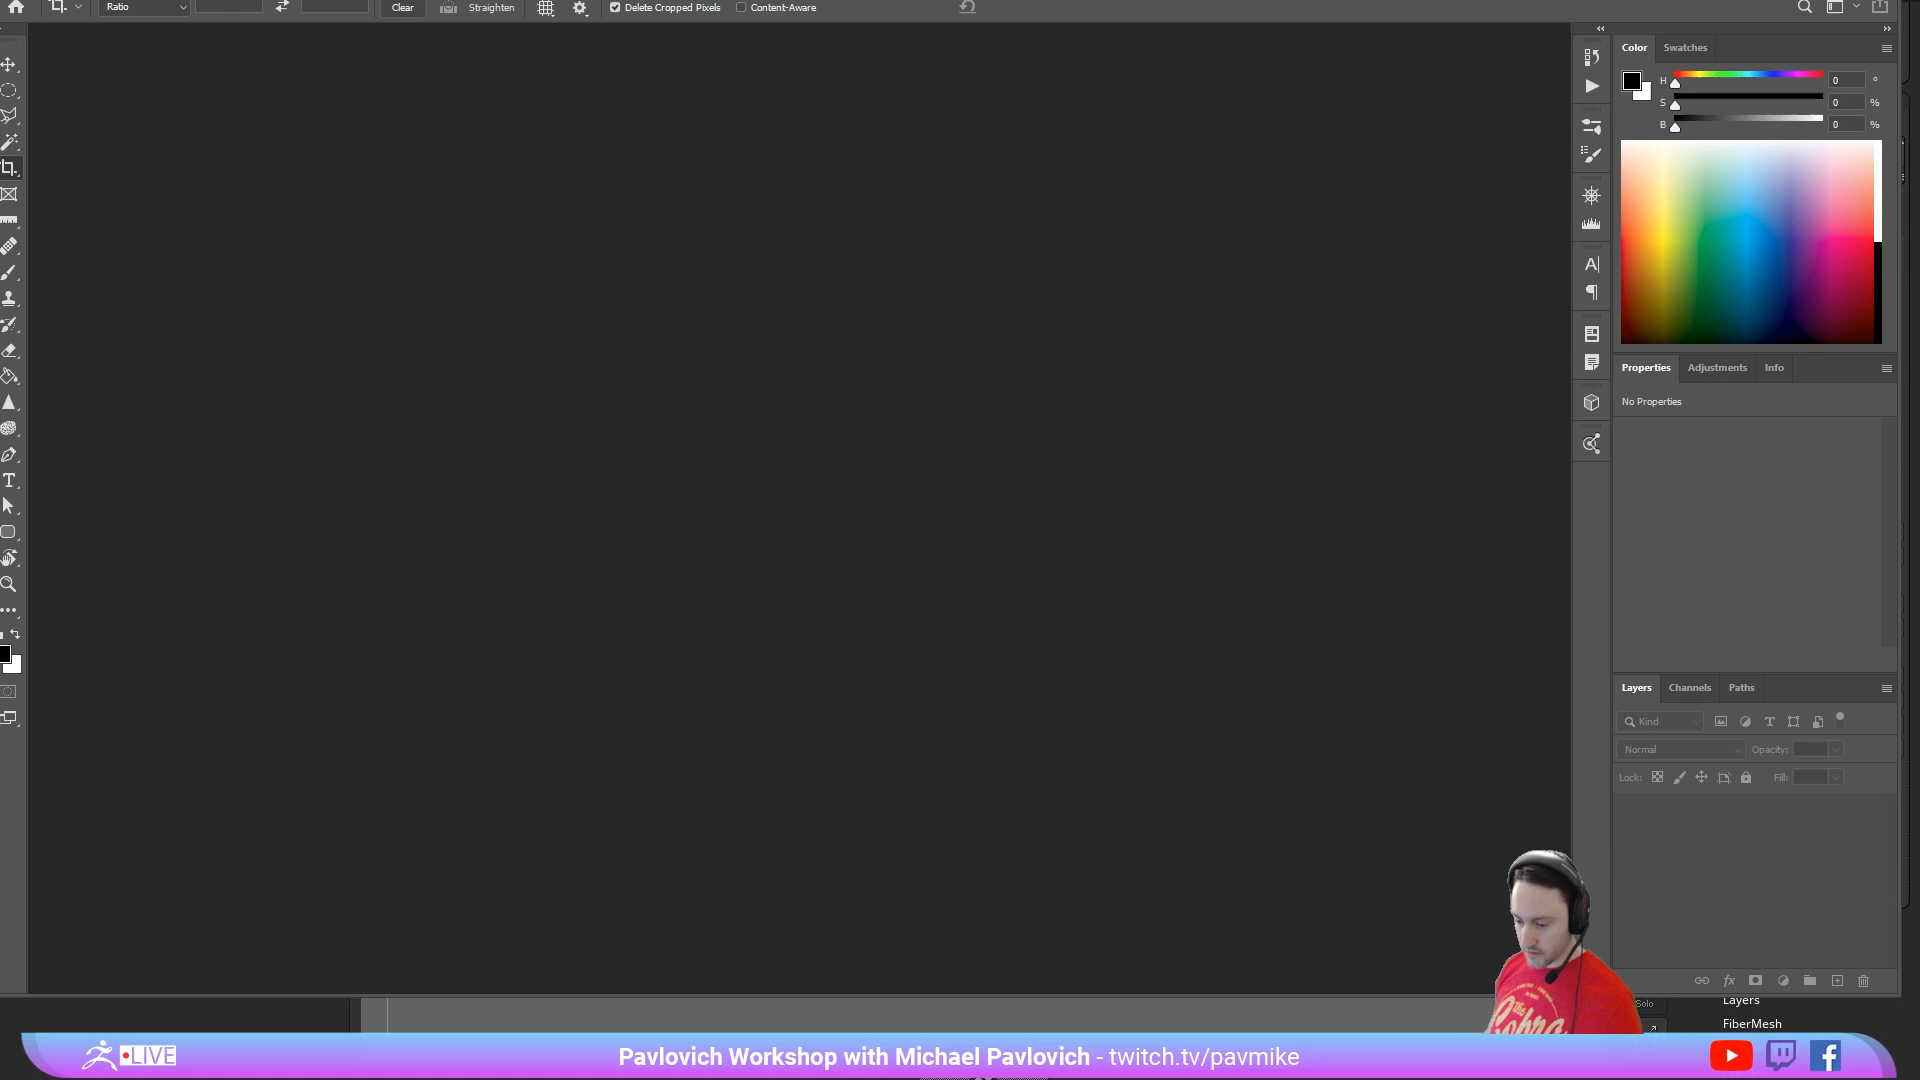 Ratio
Clear
Straighten
Delete Cropped Pixels
Content-Aware
Color
Swatches
H
0
°
S
0
%
B
0
%
Properties
Adjustments
Info
No Properties
Layers
Channels
Paths
Kind
Normal
Opacity:
Lock:
Fill:
Solo
Layers
FiberMesh
The
Cobra
LIVE
Pavlovich Workshop with Michael Pavlovich - twitch.tv/pavmike